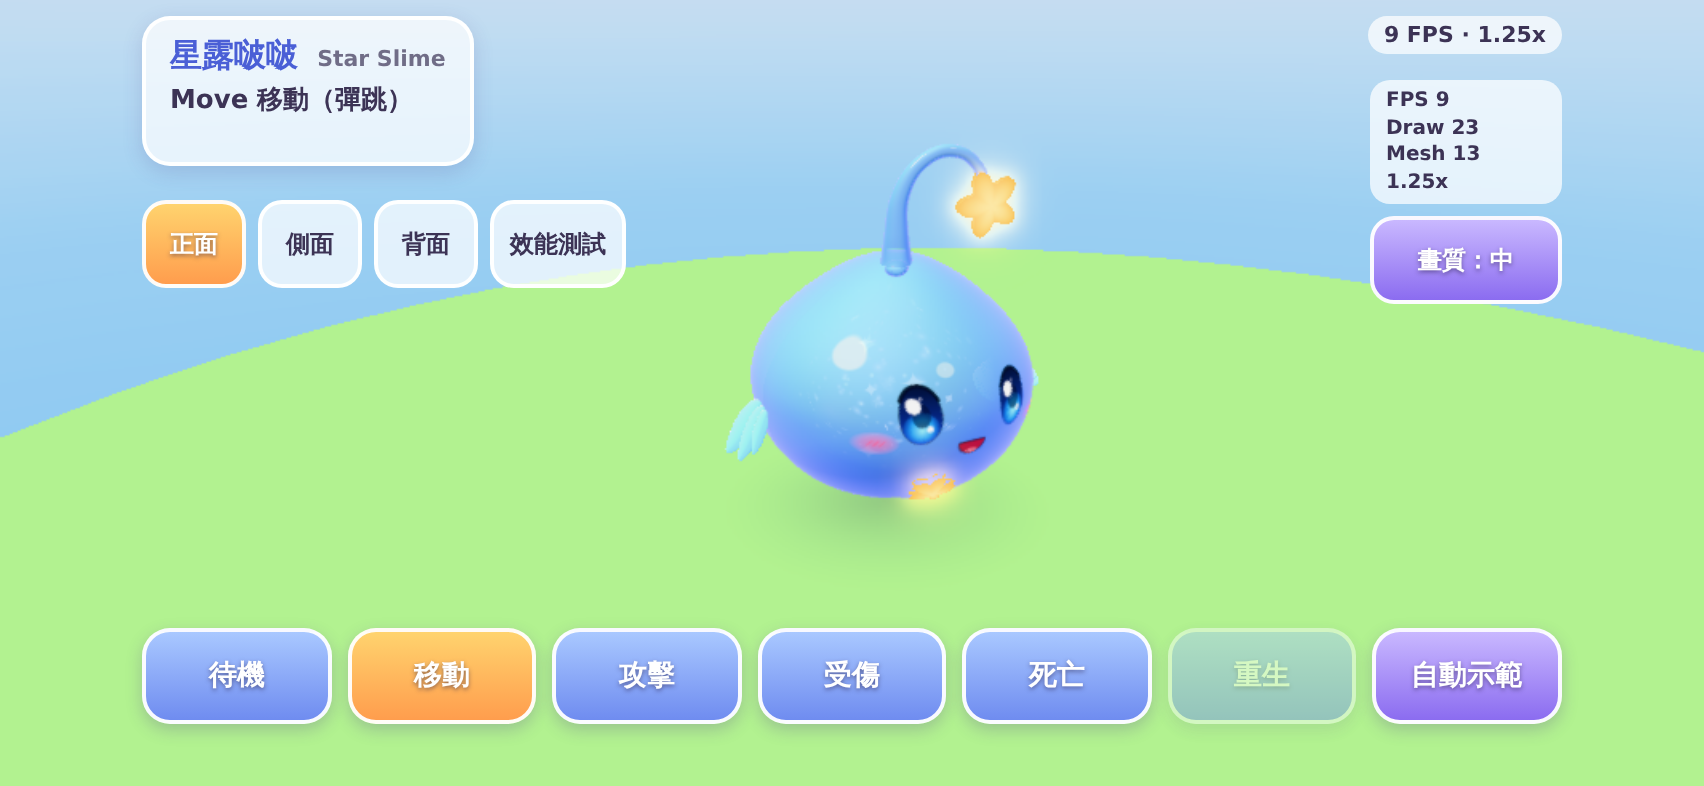 星露啵啵 Star Slime
Move 移動（彈跳）
9 FPS · 1.25x
FPS 9
Draw 23
Mesh 13
1.25x
正面
側面
背面
效能測試
畫質：中
待機
移動
攻擊
受傷
死亡
重生
自動示範